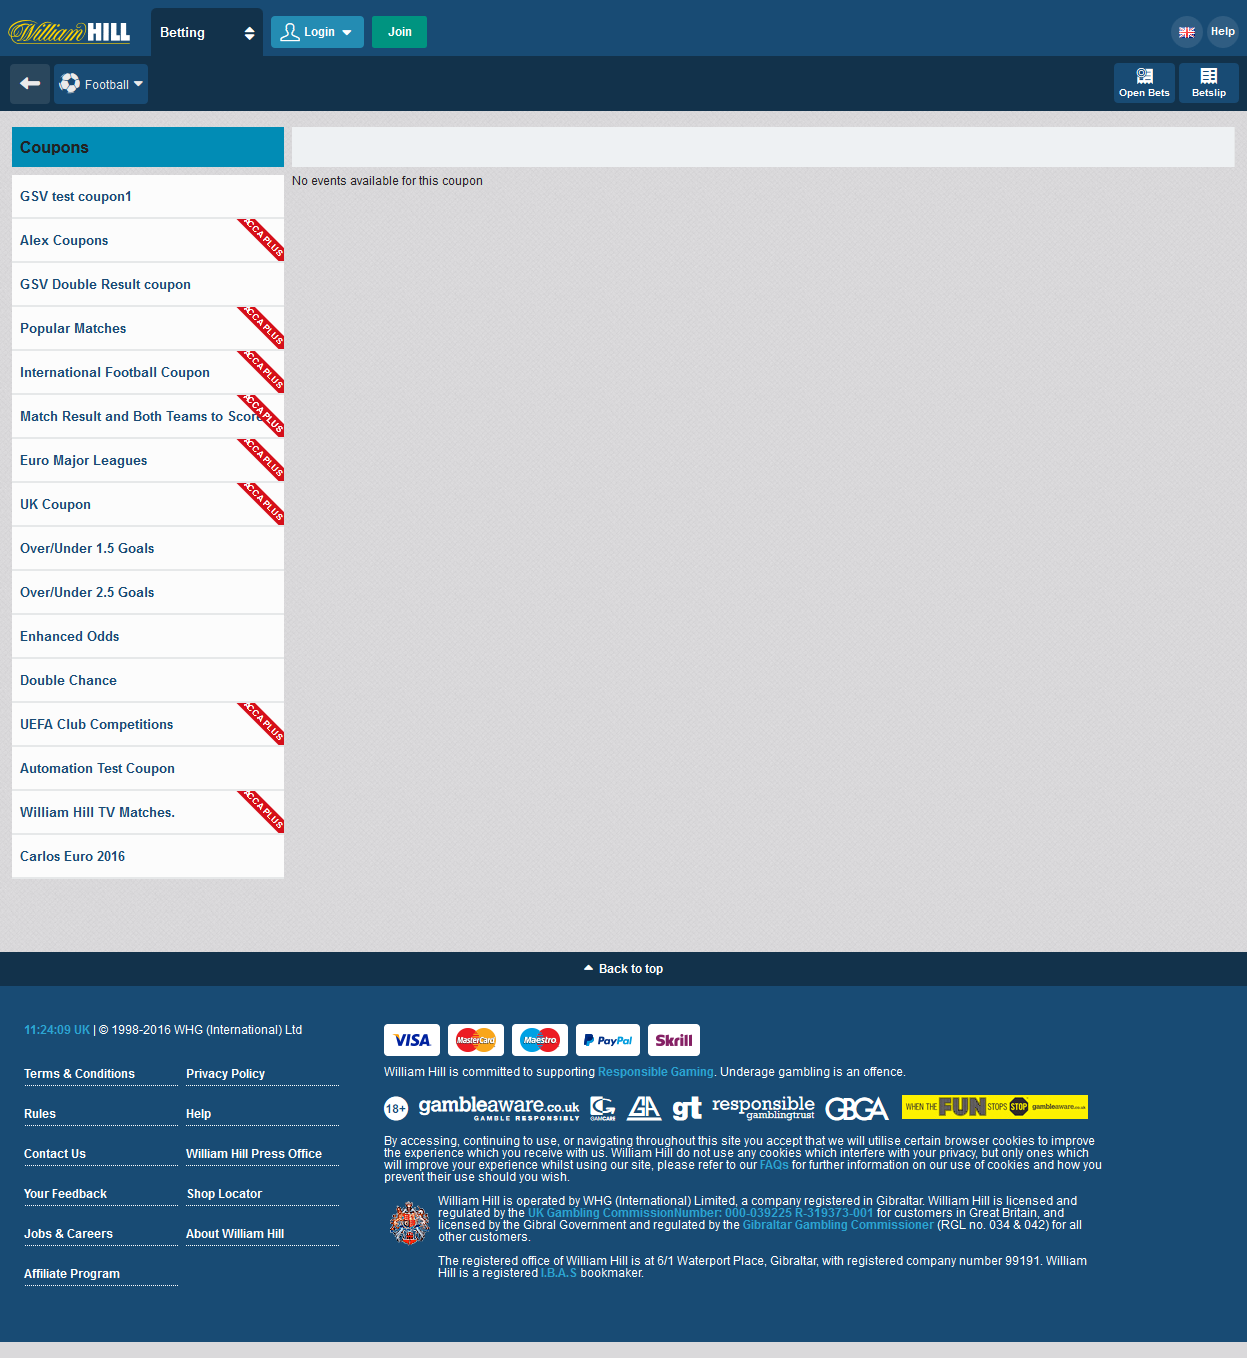 William HILL
Betting
Login
Join
Help
Football
Open Bets
Betslip
Coupons
No events available for this coupon
GSV test coupon1
Alex Coupons
ACCA PLUS
GSV Double Result coupon
Popular Matches
ACCA PLUS
International Football Coupon
ACCA PLUS
Match Result and Both Teams to Score
ACCA PLUS
Euro Major Leagues
ACCA PLUS
UK Coupon
ACCA PLUS
Over/Under 1.5 Goals
Over/Under 2.5 Goals
Enhanced Odds
Double Chance
UEFA Club Competitions
ACCA PLUS
Automation Test Coupon
William Hill TV Matches.
ACCA PLUS
Carlos Euro 2016
Back to top
11:24:09 UK | © 1998-2016 WHG (International) Ltd
Terms & Conditions
Privacy Policy
Rules
Help
Contact Us
William Hill Press Office
Your Feedback
Shop Locator
Jobs & Careers
About William Hill
Affiliate Program
VISA
MasterCard
Maestro
PayPal
Skrill
William Hill is committed to supporting Responsible Gaming. Underage gambling is an offence.
18+
gambleaware.co.uk
GAMBLE RESPONSIBLY
GAMCARE
GA
gt
responsible
gamblingtrust
GBGA
WHEN THE FUN STOPS STOP gambleaware.co.uk
By accessing, continuing to use, or navigating throughout this site you accept that we will utilise certain browser cookies to improve
the experience which you receive with us. William Hill do not use any cookies which interfere with your privacy, but only ones which
will improve your experience whilst using our site, please refer to our FAQs for further information on our use of cookies and how you
prevent their use should you wish.
William Hill is operated by WHG (International) Limited, a company registered in Gibraltar. William Hill is licensed and
regulated by the UK Gambling CommissionNumber: 000-039225 R-319373-001 for customers in Great Britain, and
licensed by the Gibral Government and regulated by the Gibraltar Gambling Commissioner (RGL no. 034 & 042) for all
other customers.
The registered office of William Hill is at 6/1 Waterport Place, Gibraltar, with registered company number 99191. William
Hill is a registered I.B.A.S bookmaker.